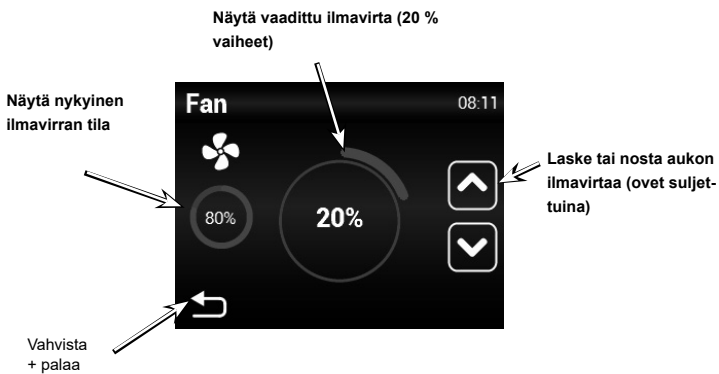 Näytä vaadittu ilmavirta (20 %
vaiheet)
Näytä nykyinen
ilmavirran tila
Fan
08:11
80%
20%
Laske tai nosta aukon
ilmavirtaa (ovet suljet-
tuina)
Vahvista
+ palaa